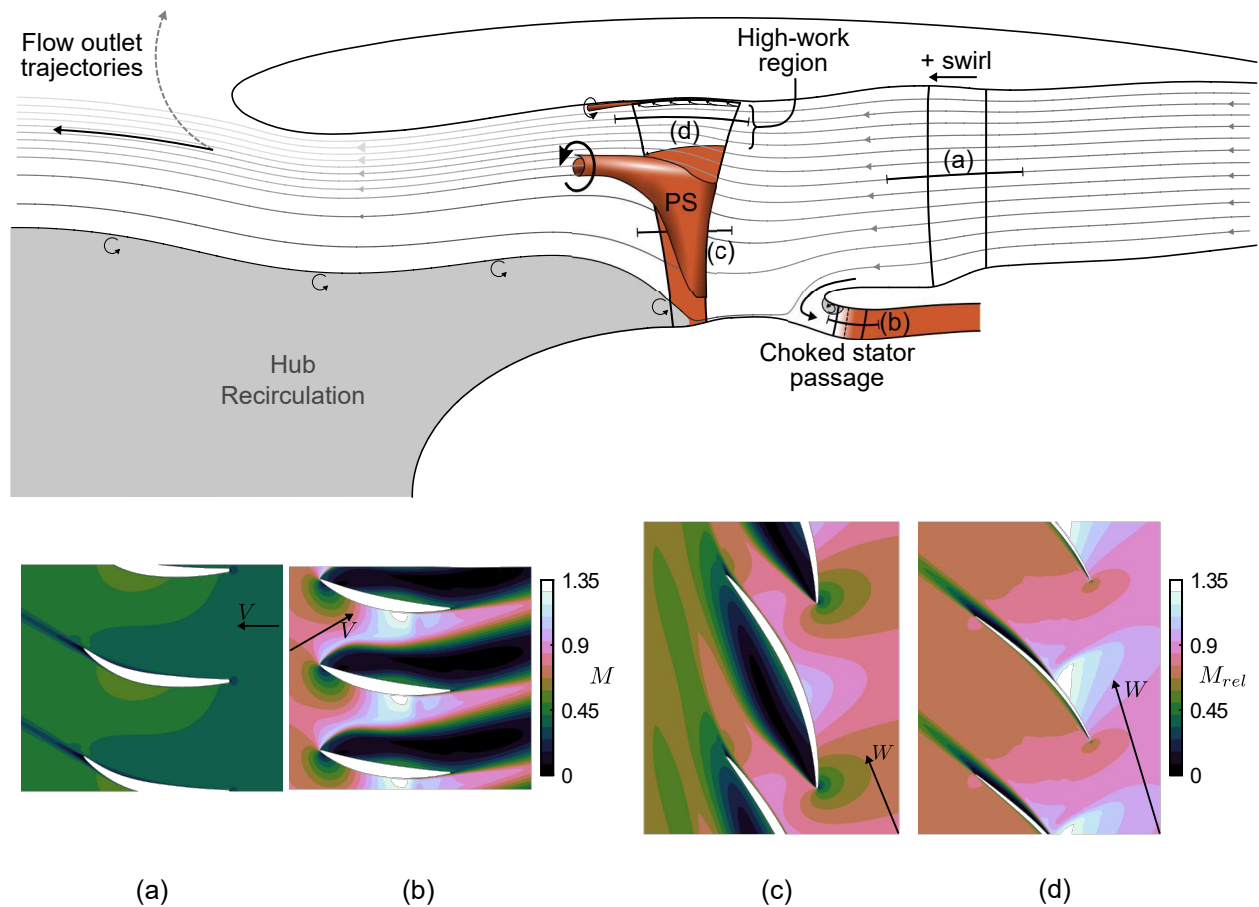 Flow outlet
trajectories
High-work
region
+ swirl
(d)
(a)
PS
(c)
(b)
Choked stator
passage
Hub
Recirculation
V
V
1.35
0.9
M
0.45
0
W
W
1.35
0.9
M_rel
0.45
0
(a)
(b)
(c)
(d)